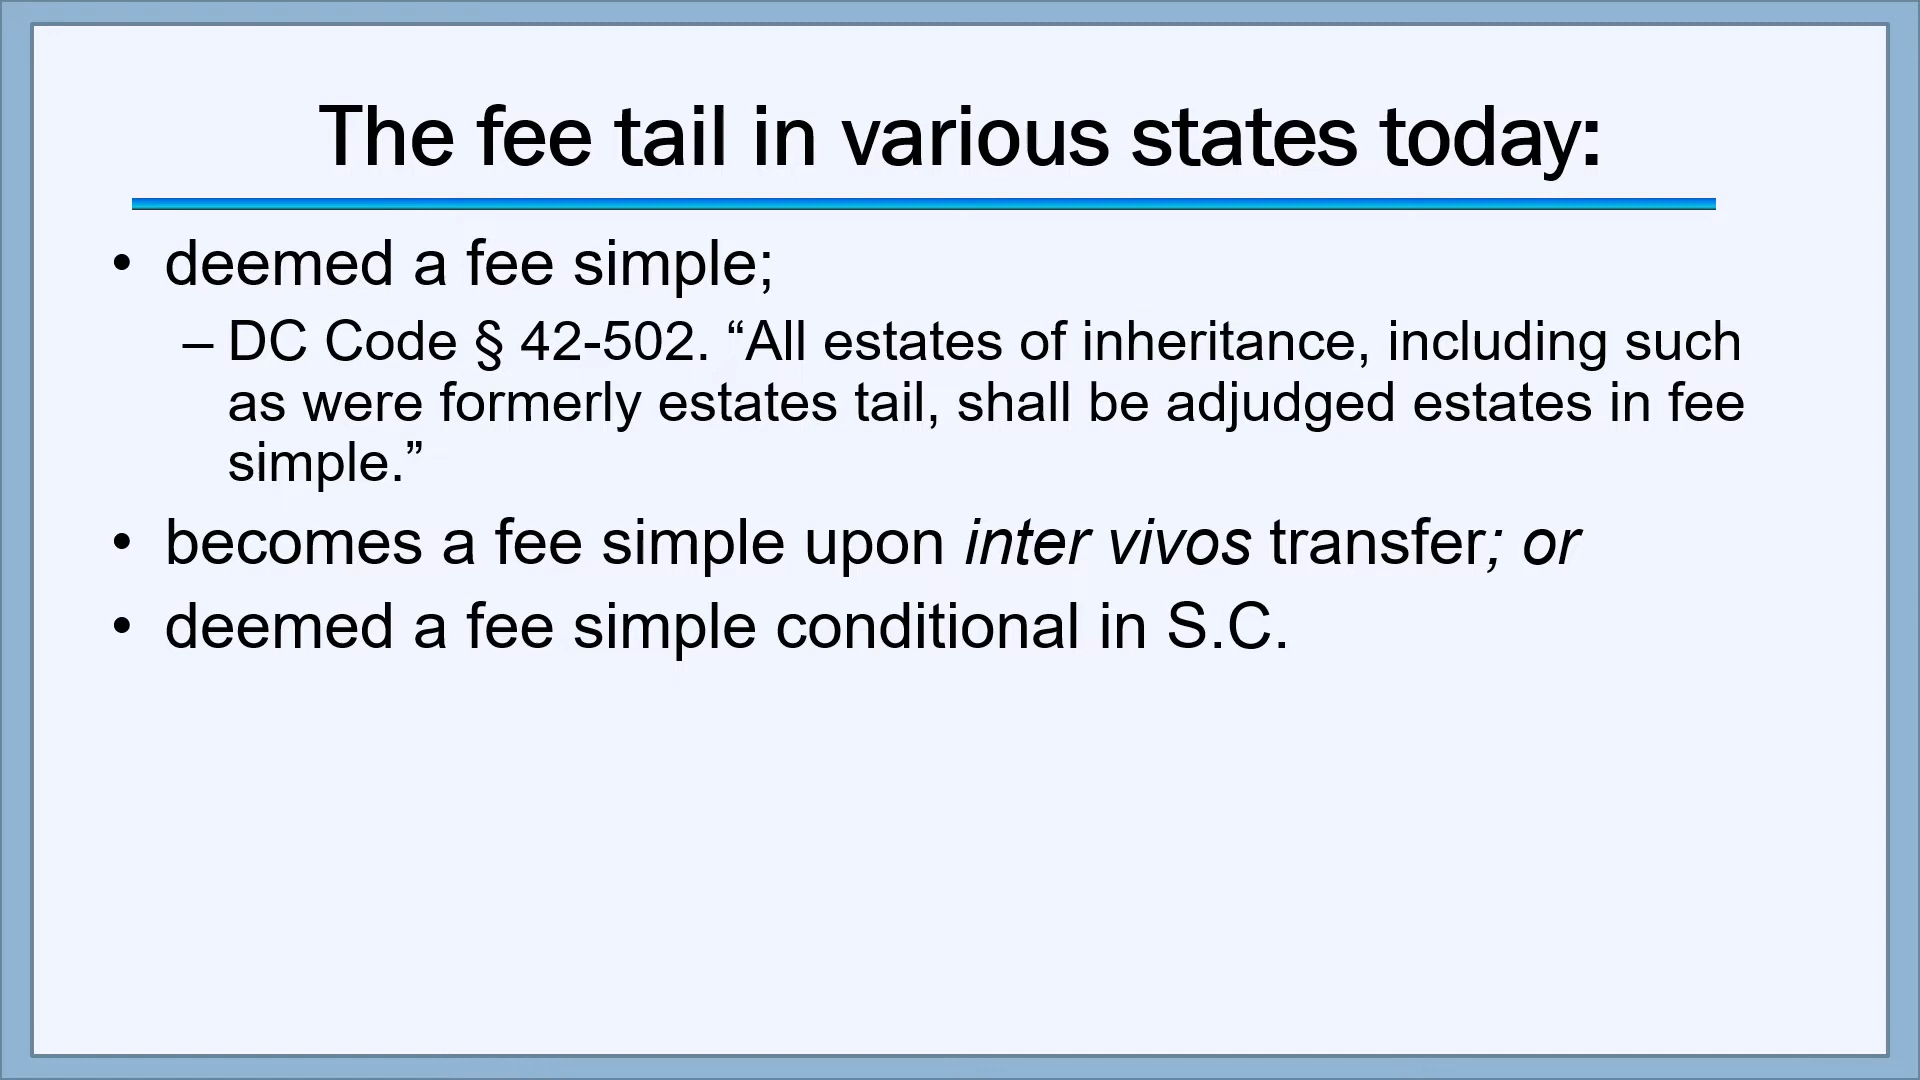 The fee tail in various states today:
• deemed a fee simple;
– DC Code § 42-502. “All estates of inheritance, including such
as were formerly estates tail, shall be adjudged estates in fee
simple.”
• becomes a fee simple upon inter vivos transfer; or
• deemed a fee simple conditional in S.C.